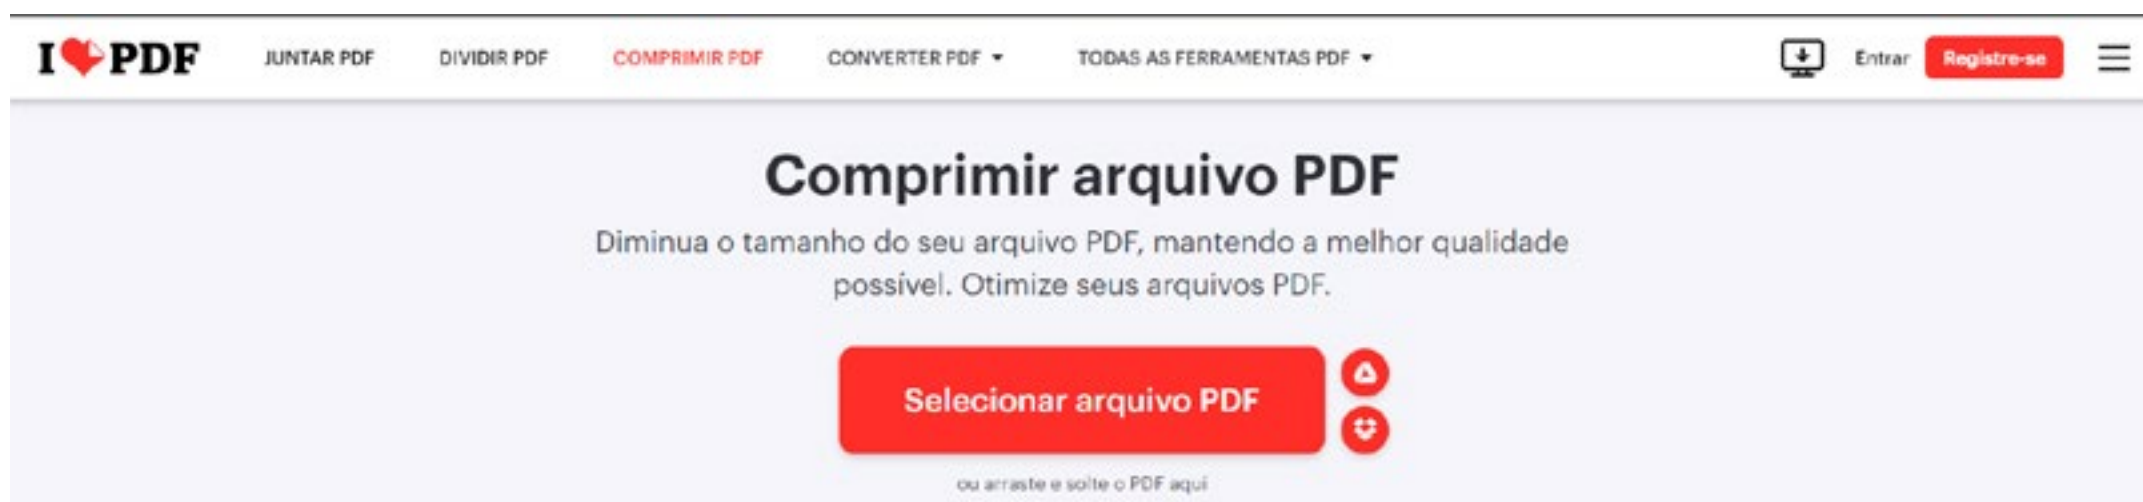 I PDF
JUNTAR PDF DIVIDIR PDF COMPRIMIR PDF CONVERTER PDF TODAS AS FERRAMENTAS PDF Entrar Registre-se
Comprimir arquivo PDF
Diminua o tamanho do seu arquivo PDF, mantendo a melhor qualidade
possível. Otimize seus arquivos PDF.
Selecionar arquivo PDF
ou arraste e solte o PDF aqui